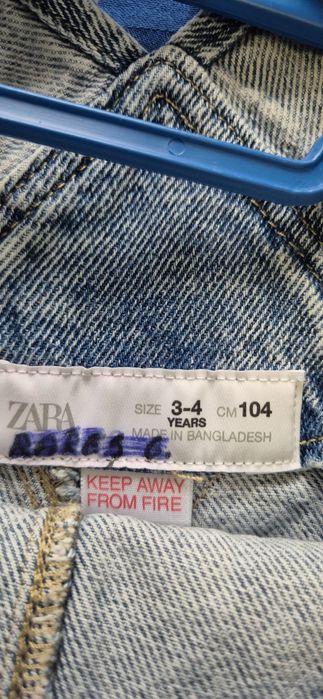 ZARA
SIZE 3-4 YEARS CM 104
MADE IN BANGLADESH
KEEP AWAY
FROM FIRE